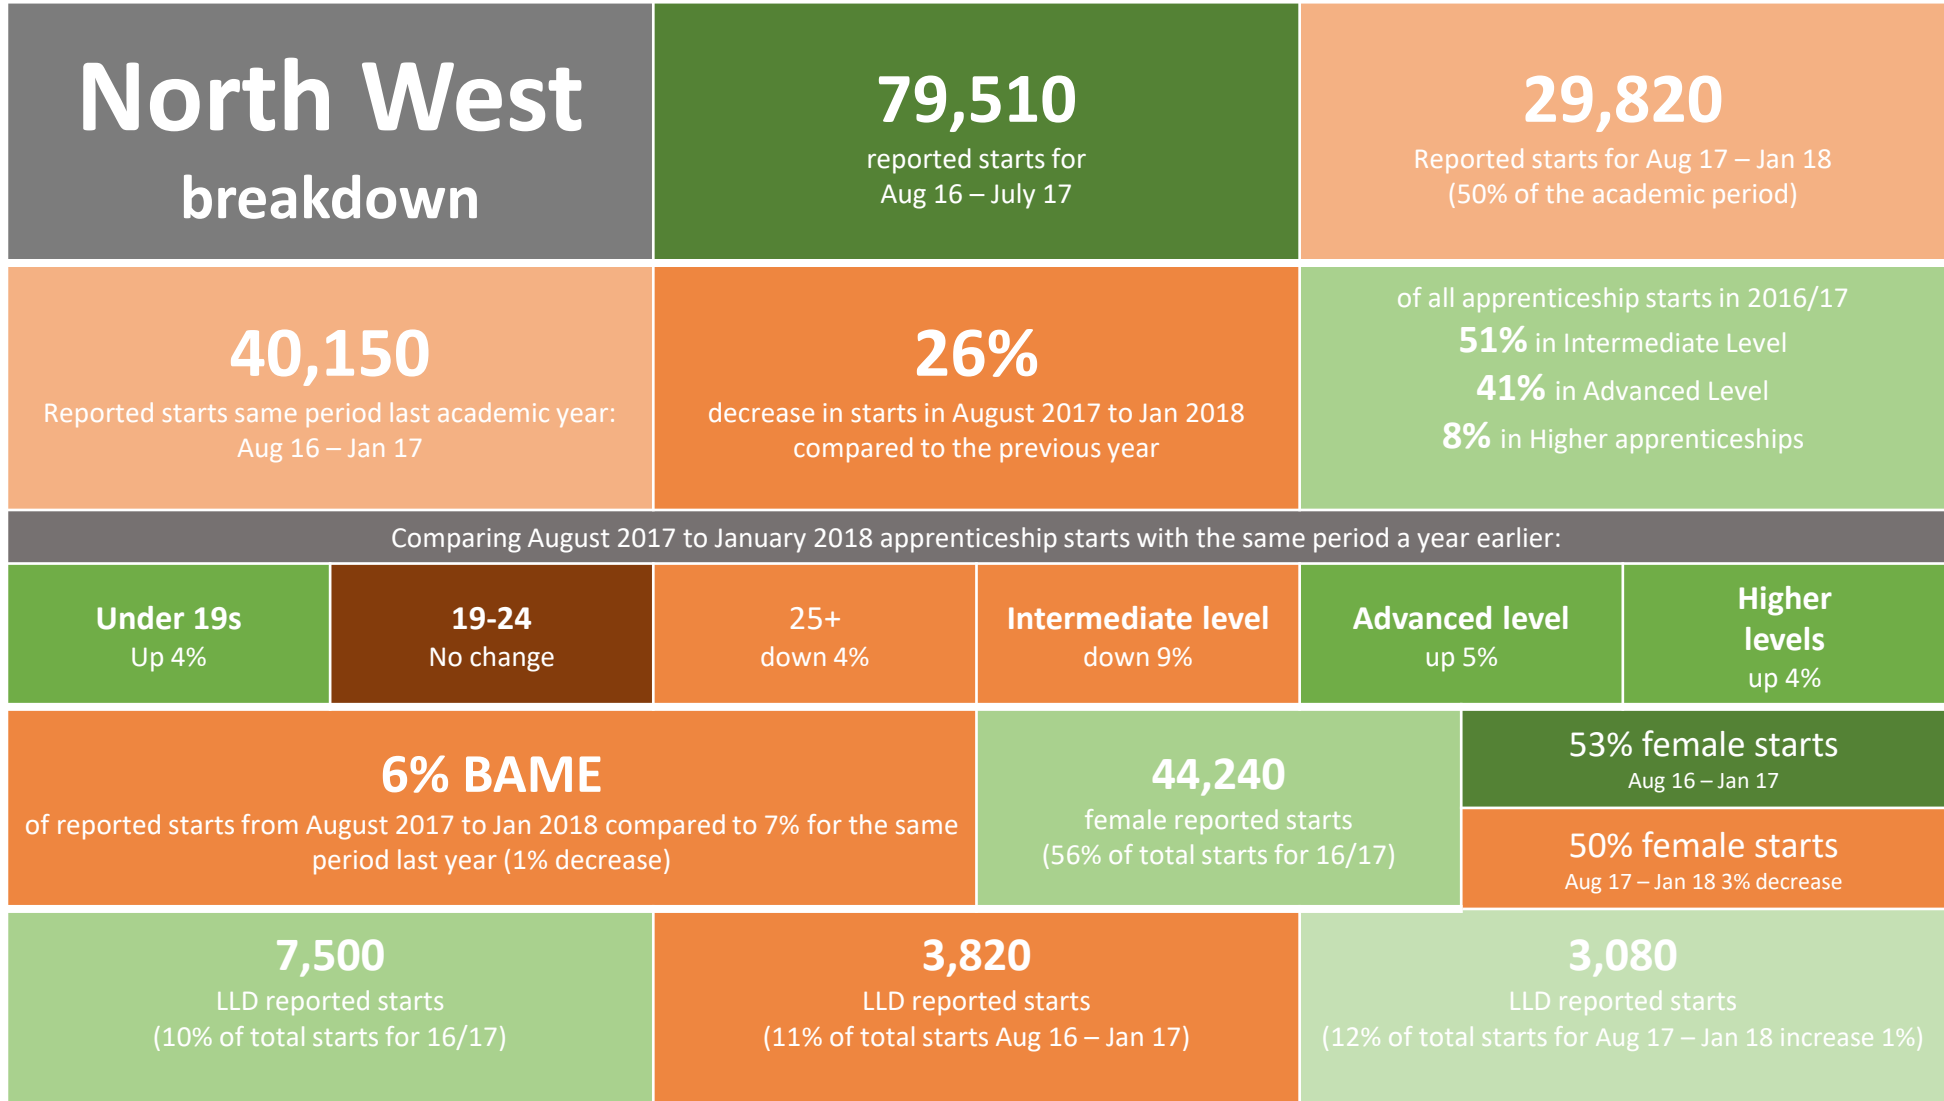 North West
breakdown
79,510
reported starts for
Aug 16 – July 17
29,820
Reported starts for Aug 17 – Jan 18
(50% of the academic period)
40,150
Reported starts same period last academic year:
Aug 16 – Jan 17
26%
decrease in starts in August 2017 to Jan 2018
compared to the previous year
of all apprenticeship starts in 2016/17
51% in Intermediate Level
41% in Advanced Level
8% in Higher apprenticeships
Comparing August 2017 to January 2018 apprenticeship starts with the same period a year earlier:
Under 19s
Up 4%
19-24
No change
25+
down 4%
Intermediate level
down 9%
Advanced level
up 5%
Higher
levels
up 4%
6% BAME
of reported starts from August 2017 to Jan 2018 compared to 7% for the same
period last year (1% decrease)
44,240
female reported starts
(56% of total starts for 16/17)
53% female starts
Aug 16 – Jan 17
50% female starts
Aug 17 – Jan 18 3% decrease
7,500
LLD reported starts
(10% of total starts for 16/17)
3,820
LLD reported starts
(11% of total starts Aug 16 – Jan 17)
3,080
LLD reported starts
(12% of total starts for Aug 17 – Jan 18 increase 1%)